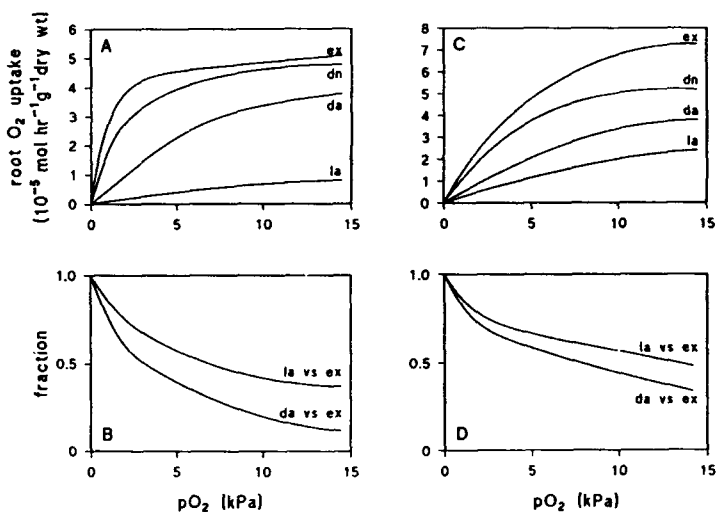 root O₂ uptake
(10⁻⁵ mol hr⁻¹g⁻¹dry wt)
A
6
5
4
3
2
1
0
ex
dn
da
la
0 5 10 15
C
8
7
6
5
4
3
2
1
0
ex
dn
da
la
0 5 10 15
fraction
B
1.0
0.5
0
la vs ex
da vs ex
0 5 10 15
pO₂ (kPa)
D
1.0
0.5
0
la vs ex
da vs ex
0 5 10 15
pO₂ (kPa)